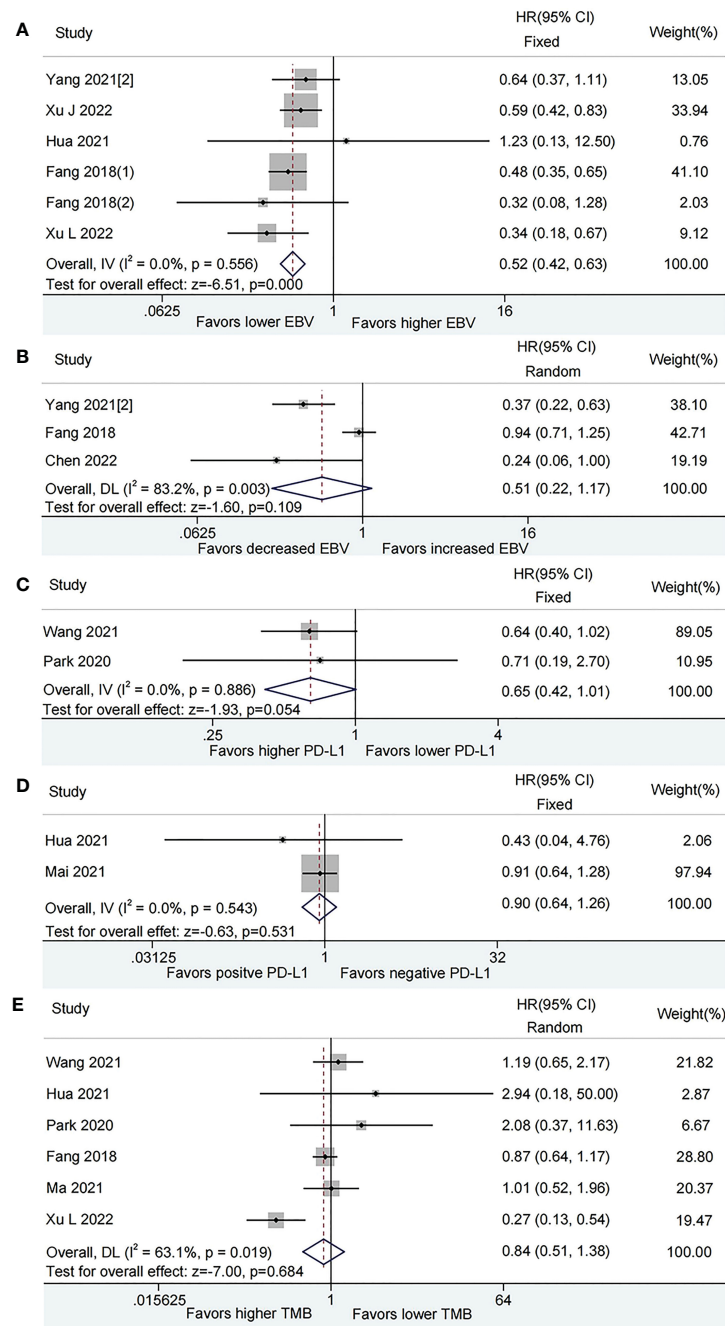 A
Study HR(95% CI) Fixed Weight(%)
Yang 2021[2] 0.64 (0.37, 1.11) 13.05
Xu J 2022 0.59 (0.42, 0.83) 33.94
Hua 2021 1.23 (0.13, 12.50) 0.76
Fang 2018(1) 0.48 (0.35, 0.65) 41.10
Fang 2018(2) 0.32 (0.08, 1.28) 2.03
Xu L 2022 0.34 (0.18, 0.67) 9.12
Overall, IV (I² = 0.0%, p = 0.556) 0.52 (0.42, 0.63) 100.00
Test for overall effect: z=-6.51, p=0.000
.0625 1 16
Favors lower EBV Favors higher EBV
B
Study HR(95% CI) Random Weight(%)
Yang 2021[2] 0.37 (0.22, 0.63) 38.10
Fang 2018 0.94 (0.71, 1.25) 42.71
Chen 2022 0.24 (0.06, 1.00) 19.19
Overall, DL (I² = 83.2%, p = 0.003) 0.51 (0.22, 1.17) 100.00
Test for overall effect: z=-1.60, p=0.109
.0625 1 16
Favors decreased EBV Favors increased EBV
C
Study HR(95% CI) Fixed Weight(%)
Wang 2021 0.64 (0.40, 1.02) 89.05
Park 2020 0.71 (0.19, 2.70) 10.95
Overall, IV (I² = 0.0%, p = 0.886) 0.65 (0.42, 1.01) 100.00
Test for overall effect: z=-1.93, p=0.054
.25 1 4
Favors higher PD-L1 Favors lower PD-L1
D
Study HR(95% CI) Fixed Weight(%)
Hua 2021 0.43 (0.04, 4.76) 2.06
Mai 2021 0.91 (0.64, 1.28) 97.94
Overall, IV (I² = 0.0%, p = 0.543) 0.90 (0.64, 1.26) 100.00
Test for overall effet: z=-0.63, p=0.531
.03125 1 32
Favors positve PD-L1 Favors negative PD-L1
E
Study HR(95% CI) Random Weight(%)
Wang 2021 1.19 (0.65, 2.17) 21.82
Hua 2021 2.94 (0.18, 50.00) 2.87
Park 2020 2.08 (0.37, 11.63) 6.67
Fang 2018 0.87 (0.64, 1.17) 28.80
Ma 2021 1.01 (0.52, 1.96) 20.37
Xu L 2022 0.27 (0.13, 0.54) 19.47
Overall, DL (I² = 63.1%, p = 0.019) 0.84 (0.51, 1.38) 100.00
Test for overall effect: z=-7.00, p=0.684
.015625 1 64
Favors higher TMB Favors lower TMB